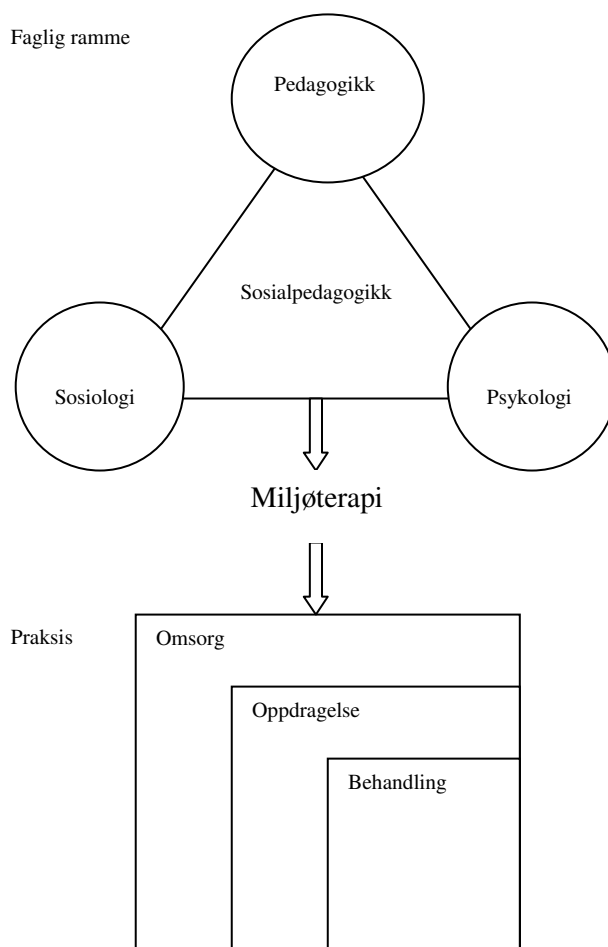 Faglig ramme
Pedagogikk
Sosialpedagogikk
Sosiologi
Psykologi
Miljøterapi
Praksis
Omsorg
Oppdragelse
Behandling